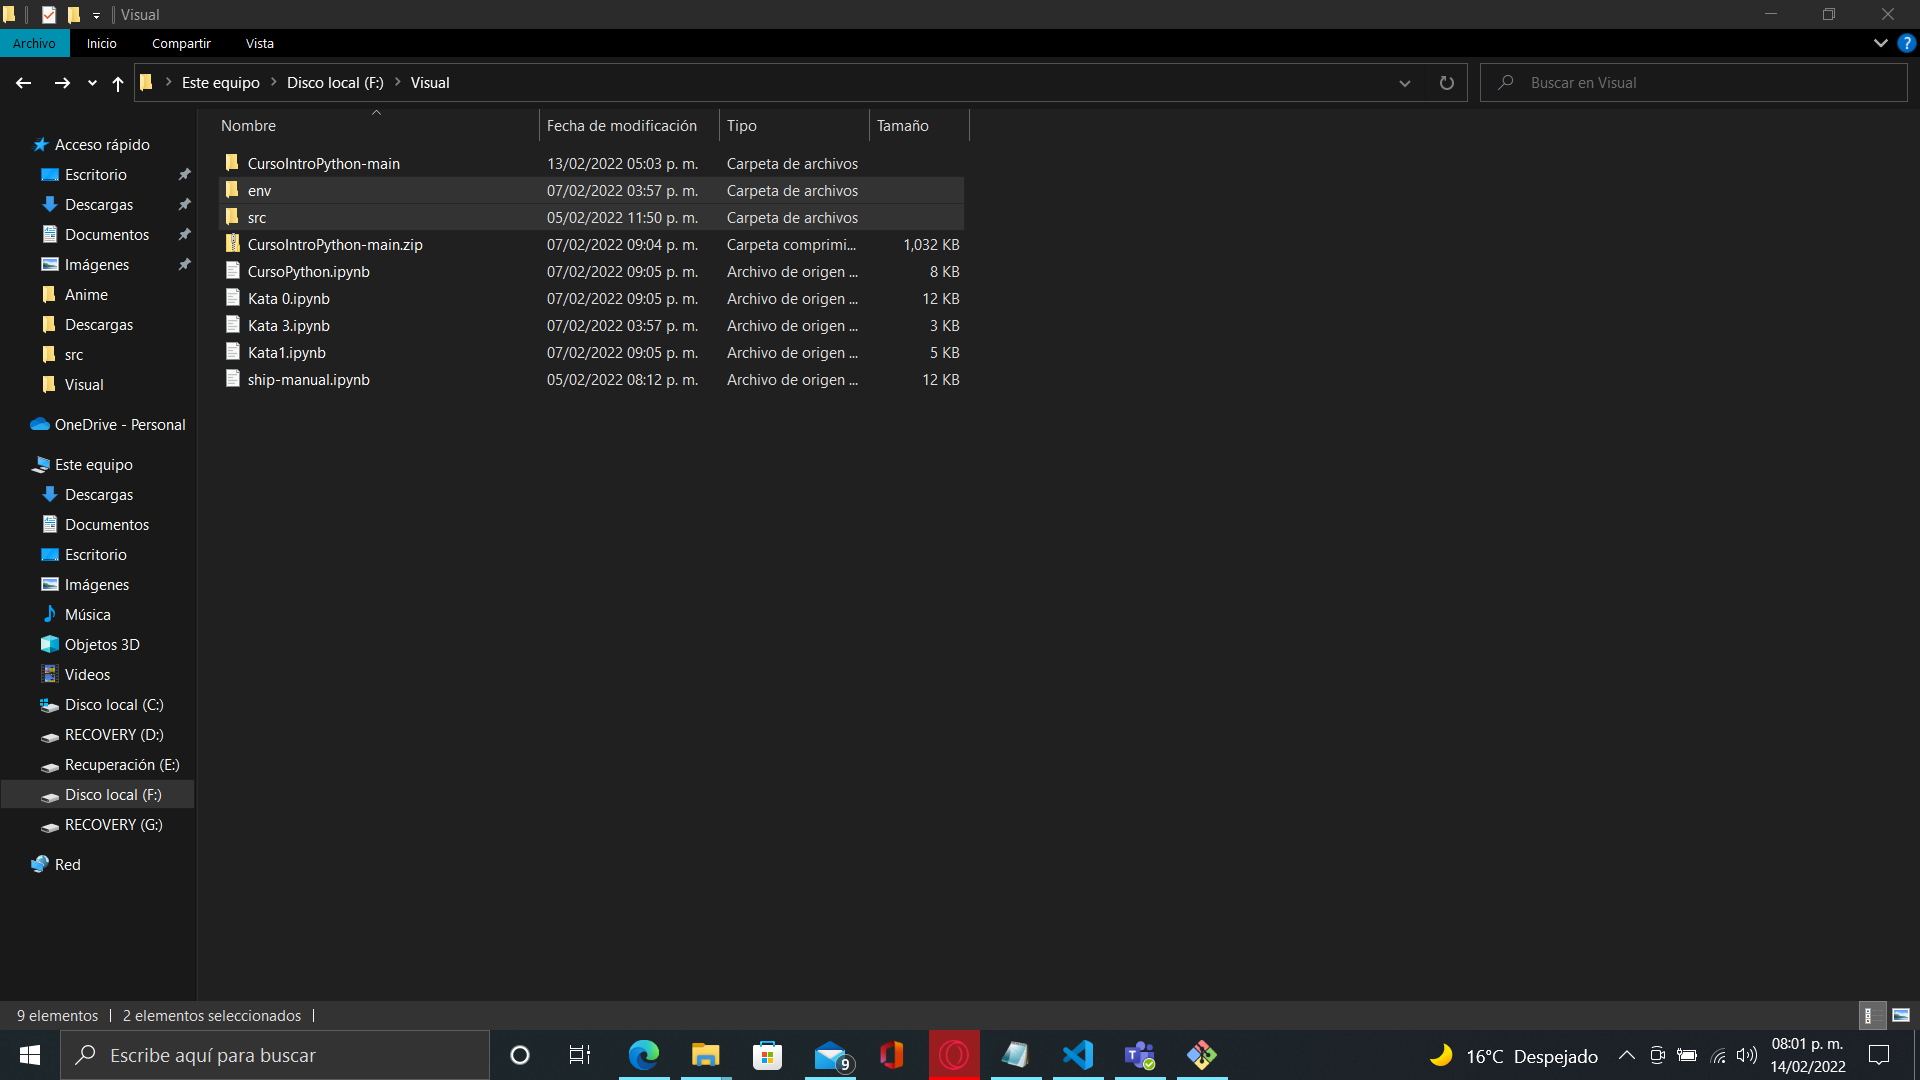 Visual
Archivo Inicio Compartir Vista
Este equipo Disco local (F:) Visual
Buscar en Visual
Nombre Fecha de modificación Tipo Tamaño
CursoIntroPython-main 13/02/2022 05:03 p. m. Carpeta de archivos
env 07/02/2022 03:57 p. m. Carpeta de archivos
src 05/02/2022 11:50 p. m. Carpeta de archivos
CursoIntroPython-main.zip 07/02/2022 09:04 p. m. Carpeta comprimi... 1,032 KB
CursoPython.ipynb 07/02/2022 09:05 p. m. Archivo de origen ... 8 KB
Kata 0.ipynb 07/02/2022 09:05 p. m. Archivo de origen ... 12 KB
Kata 3.ipynb 07/02/2022 03:57 p. m. Archivo de origen ... 3 KB
Kata1.ipynb 07/02/2022 09:05 p. m. Archivo de origen ... 5 KB
ship-manual.ipynb 05/02/2022 08:12 p. m. Archivo de origen ... 12 KB
Acceso rápido
Escritorio
Descargas
Documentos
Imágenes
Anime
Descargas
src
Visual
OneDrive - Personal
Este equipo
Descargas
Documentos
Escritorio
Imágenes
Música
Objetos 3D
Videos
Disco local (C:)
RECOVERY (D:)
Recuperación (E:)
Disco local (F:)
RECOVERY (G:)
Red
9 elementos 2 elementos seleccionados
Escribe aquí para buscar
9
16°C Despejado
08:01 p. m.
14/02/2022